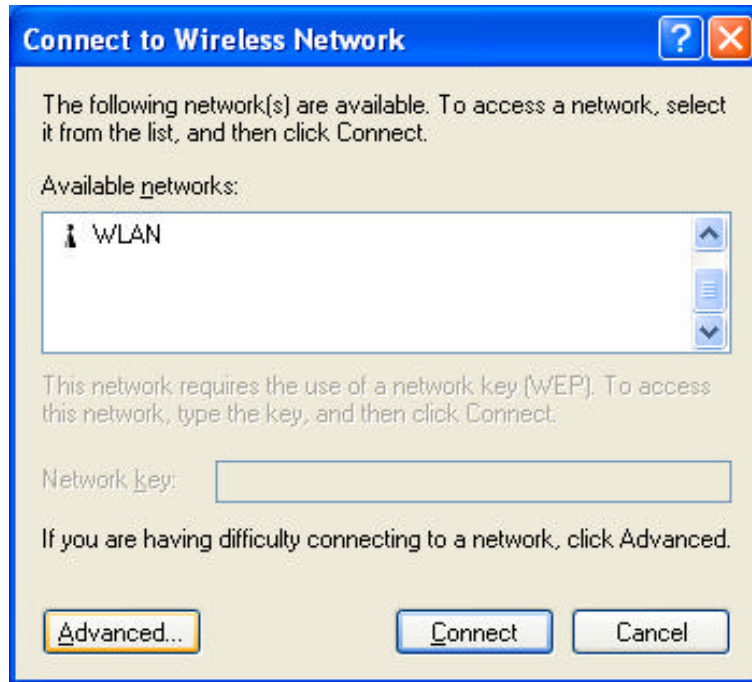 Connect to Wireless Network
The following network(s) are available. To access a network, select
it from the list, and then click Connect.
Available networks:
WLAN
This network requires the use of a network key (WEP). To access
this network, type the key, and then click Connect.
Network key:
If you are having difficulty connecting to a network, click Advanced.
Advanced... Connect Cancel